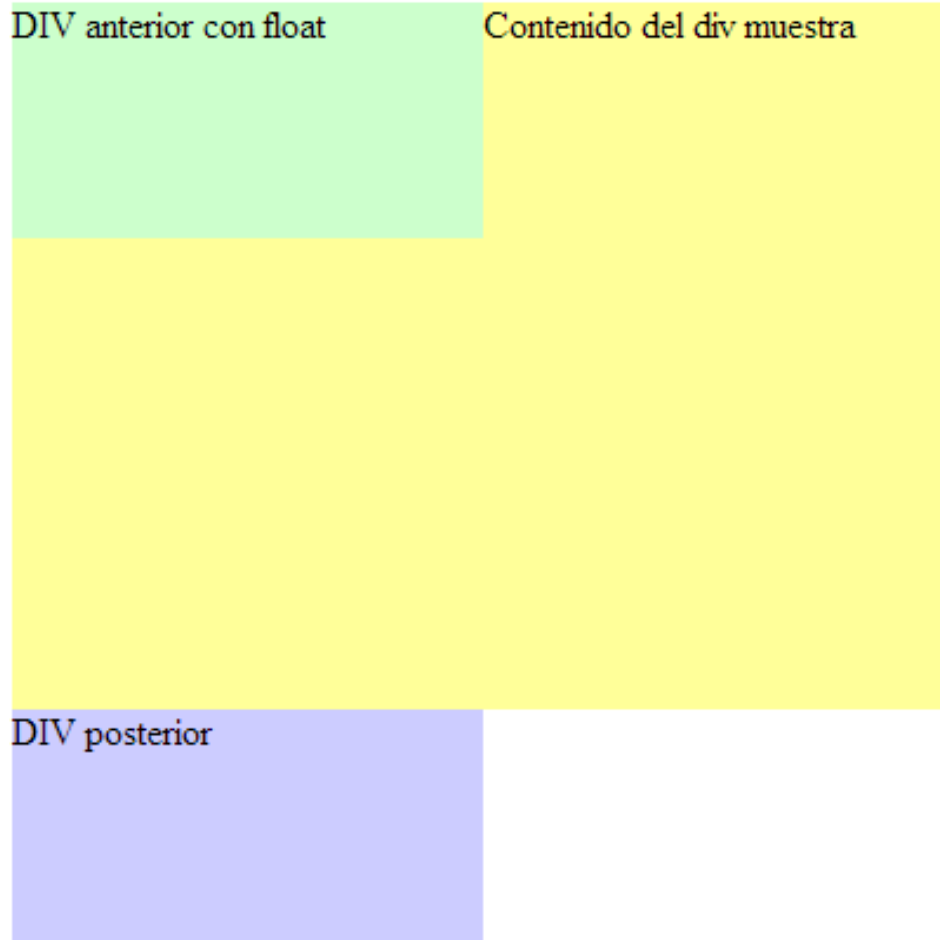 DIV anterior con float
Contenido del div muestra
DIV posterior